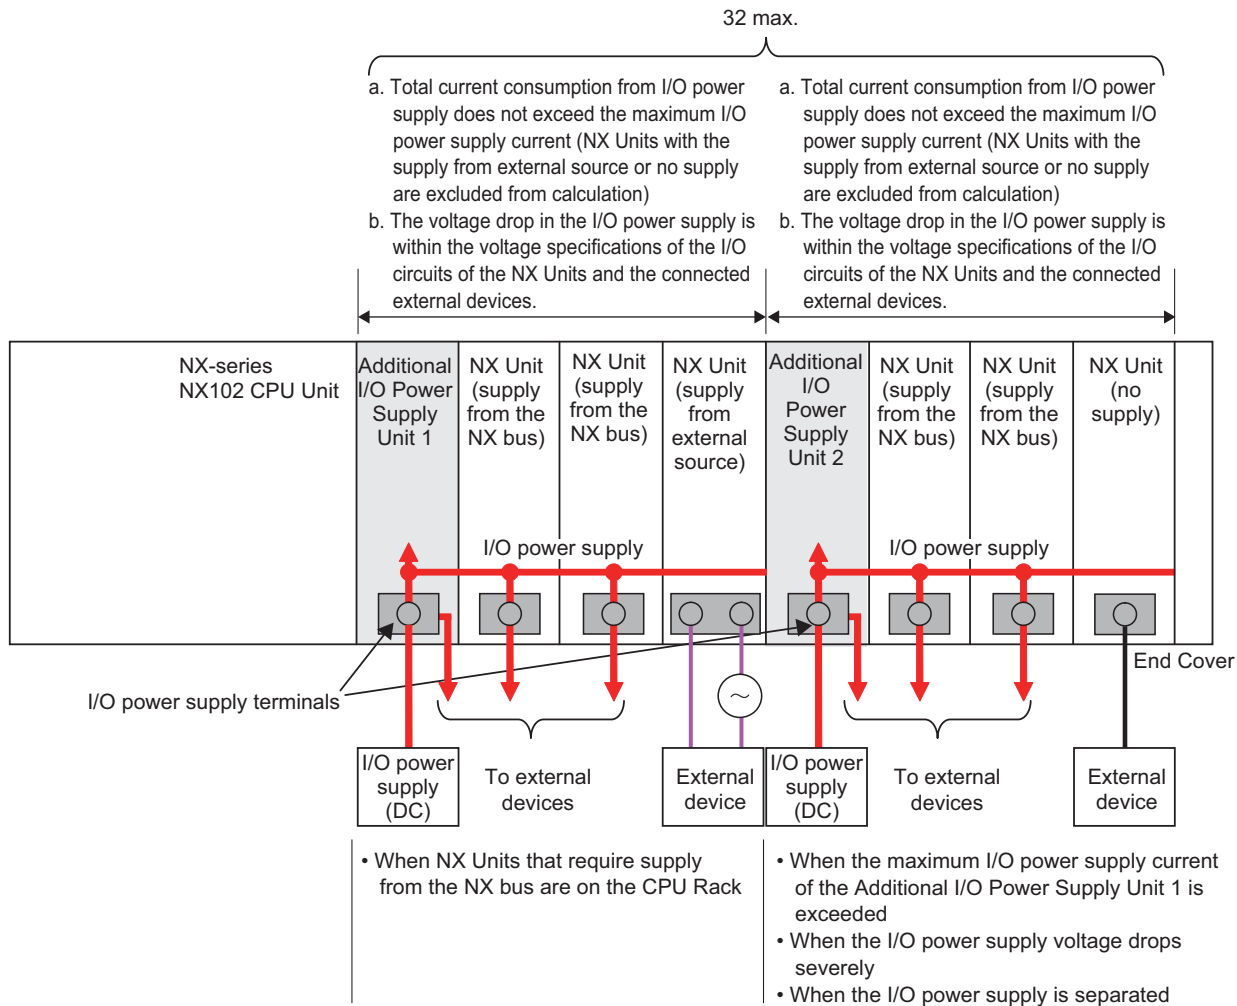 32 max.
a. Total current consumption from I/O power
supply does not exceed the maximum I/O
power supply current (NX Units with the
supply from external source or no supply
are excluded from calculation)
b. The voltage drop in the I/O power supply is
within the voltage specifications of the I/O
circuits of the NX Units and the connected
external devices.
a. Total current consumption from I/O power
supply does not exceed the maximum I/O
power supply current (NX Units with the
supply from external source or no supply
are excluded from calculation)
b. The voltage drop in the I/O power supply is
within the voltage specifications of the I/O
circuits of the NX Units and the connected
external devices.
NX-series
NX102 CPU Unit
Additional
I/O Power
Supply
Unit 1
NX Unit
(supply
from the
NX bus)
NX Unit
(supply
from the
NX bus)
NX Unit
(supply
from
external
source)
Additional
I/O
Power
Supply
Unit 2
NX Unit
(supply
from the
NX bus)
NX Unit
(supply
from the
NX bus)
NX Unit
(no
supply)
I/O power supply
I/O power supply
End Cover
I/O power supply terminals
I/O power
supply
(DC)
To external
devices
External
device
I/O power
supply
(DC)
To external
devices
External
device
• When NX Units that require supply
from the NX bus are on the CPU Rack
• When the maximum I/O power supply current
of the Additional I/O Power Supply Unit 1 is
exceeded
• When the I/O power supply voltage drops
severely
• When the I/O power supply is separated